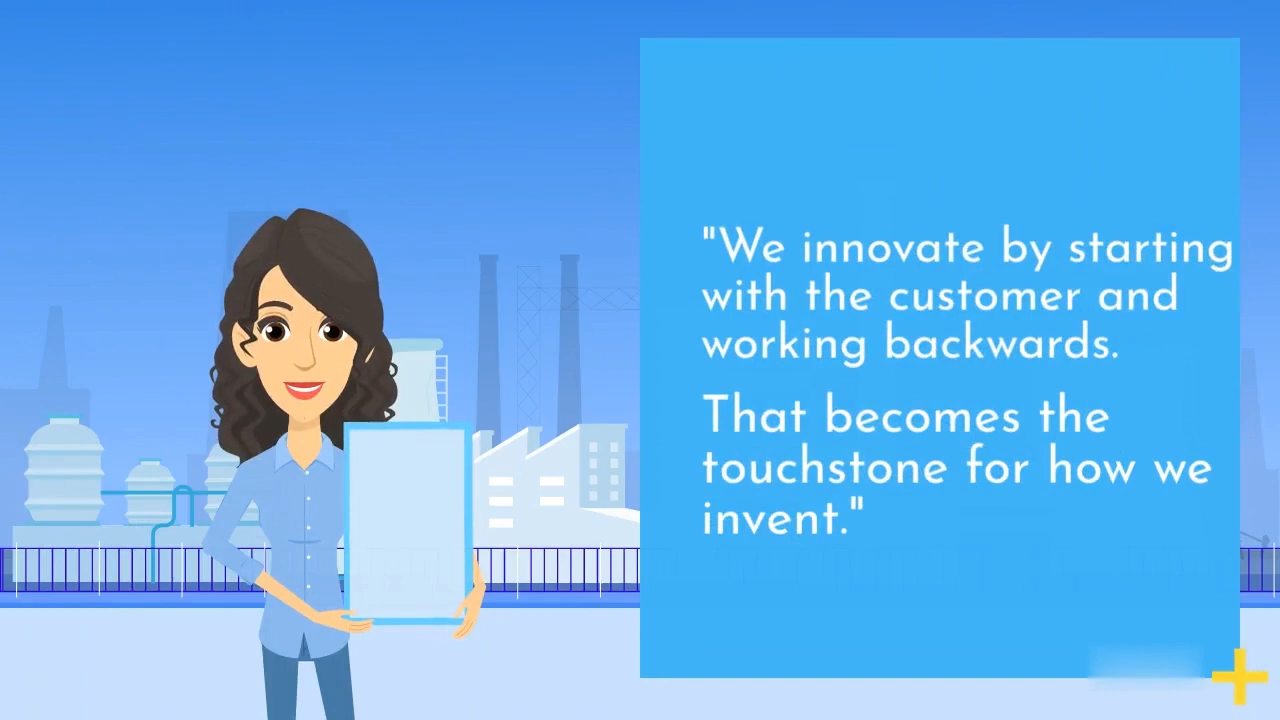 "We innovate by starting
with the customer and
working backwards.
That becomes the
touchstone for how we
invent."